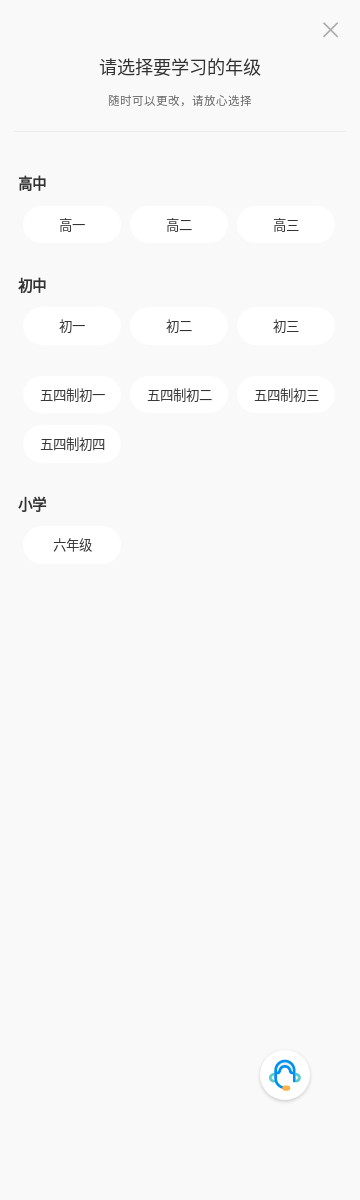 请选择要学习的年级
随时可以更改，请放心选择
高中
高一 高二 高三
初中
初一 初二 初三
五四制初一 五四制初二 五四制初三
五四制初四
小学
六年级